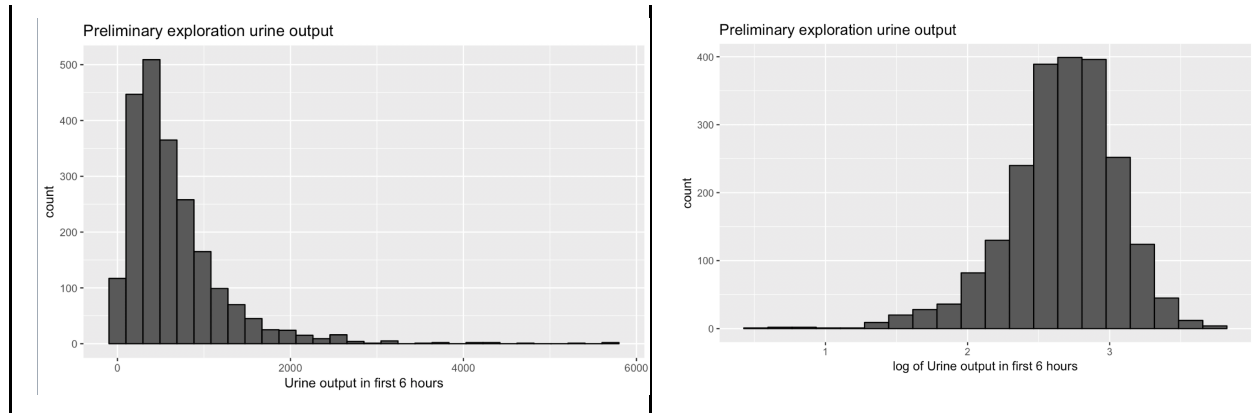 Preliminary exploration urine output
500
400
300
200
100
0
count
0 2000 4000 6000
Urine output in first 6 hours
Preliminary exploration urine output
400
300
200
100
0
count
1 2 3
log of Urine output in first 6 hours